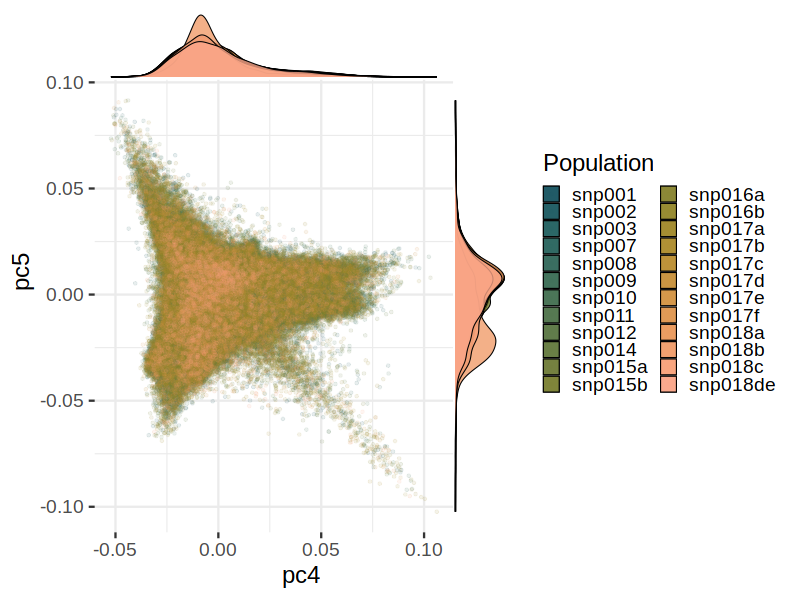 0.10
0.05
0.00
-0.05
-0.10
pc5
-0.05 0.00 0.05 0.10
pc4
Population
snp001 snp016a
snp002 snp016b
snp003 snp017a
snp007 snp017b
snp008 snp017c
snp009 snp017d
snp010 snp017e
snp011 snp017f
snp012 snp018a
snp014 snp018b
snp015a snp018c
snp015b snp018de